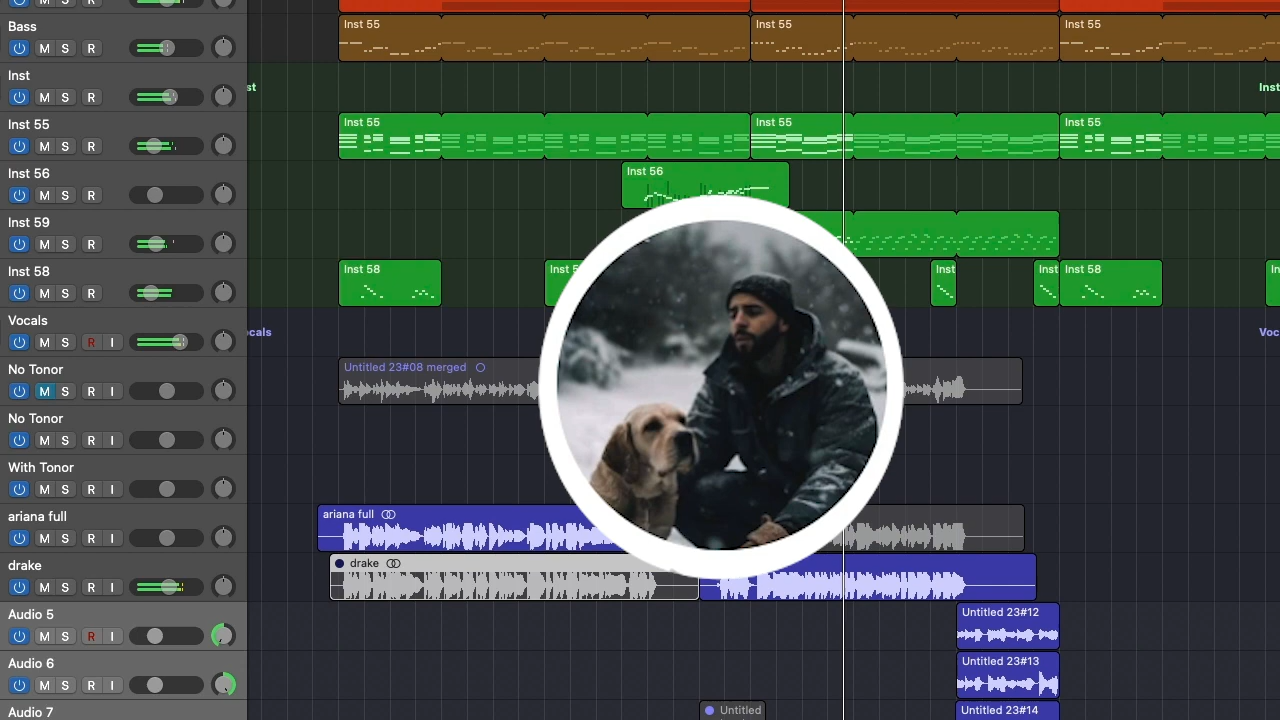 Bass
M S R
Inst 55
Inst 55
Inst 55
Inst
M S R
st
Inst
Inst 55
M S R
Inst 55
Inst 55
Inst 55
Inst 56
M S R
Inst 56
Inst 59
M S R
Inst 58
M S R
Inst 58
Inst 5
Inst
Inst
Inst 58
In
Vocals
M S R I
ocals
Voc
No Tonor
M S R I
Untitled 23#08 merged
No Tonor
M S R I
With Tonor
M S R I
ariana full
M S R I
ariana full
drake
M S R I
drake
Audio 5
M S R I
Untitled 23#12
Audio 6
M S R I
Untitled 23#13
Audio 7
Untitled
Untitled 23#14